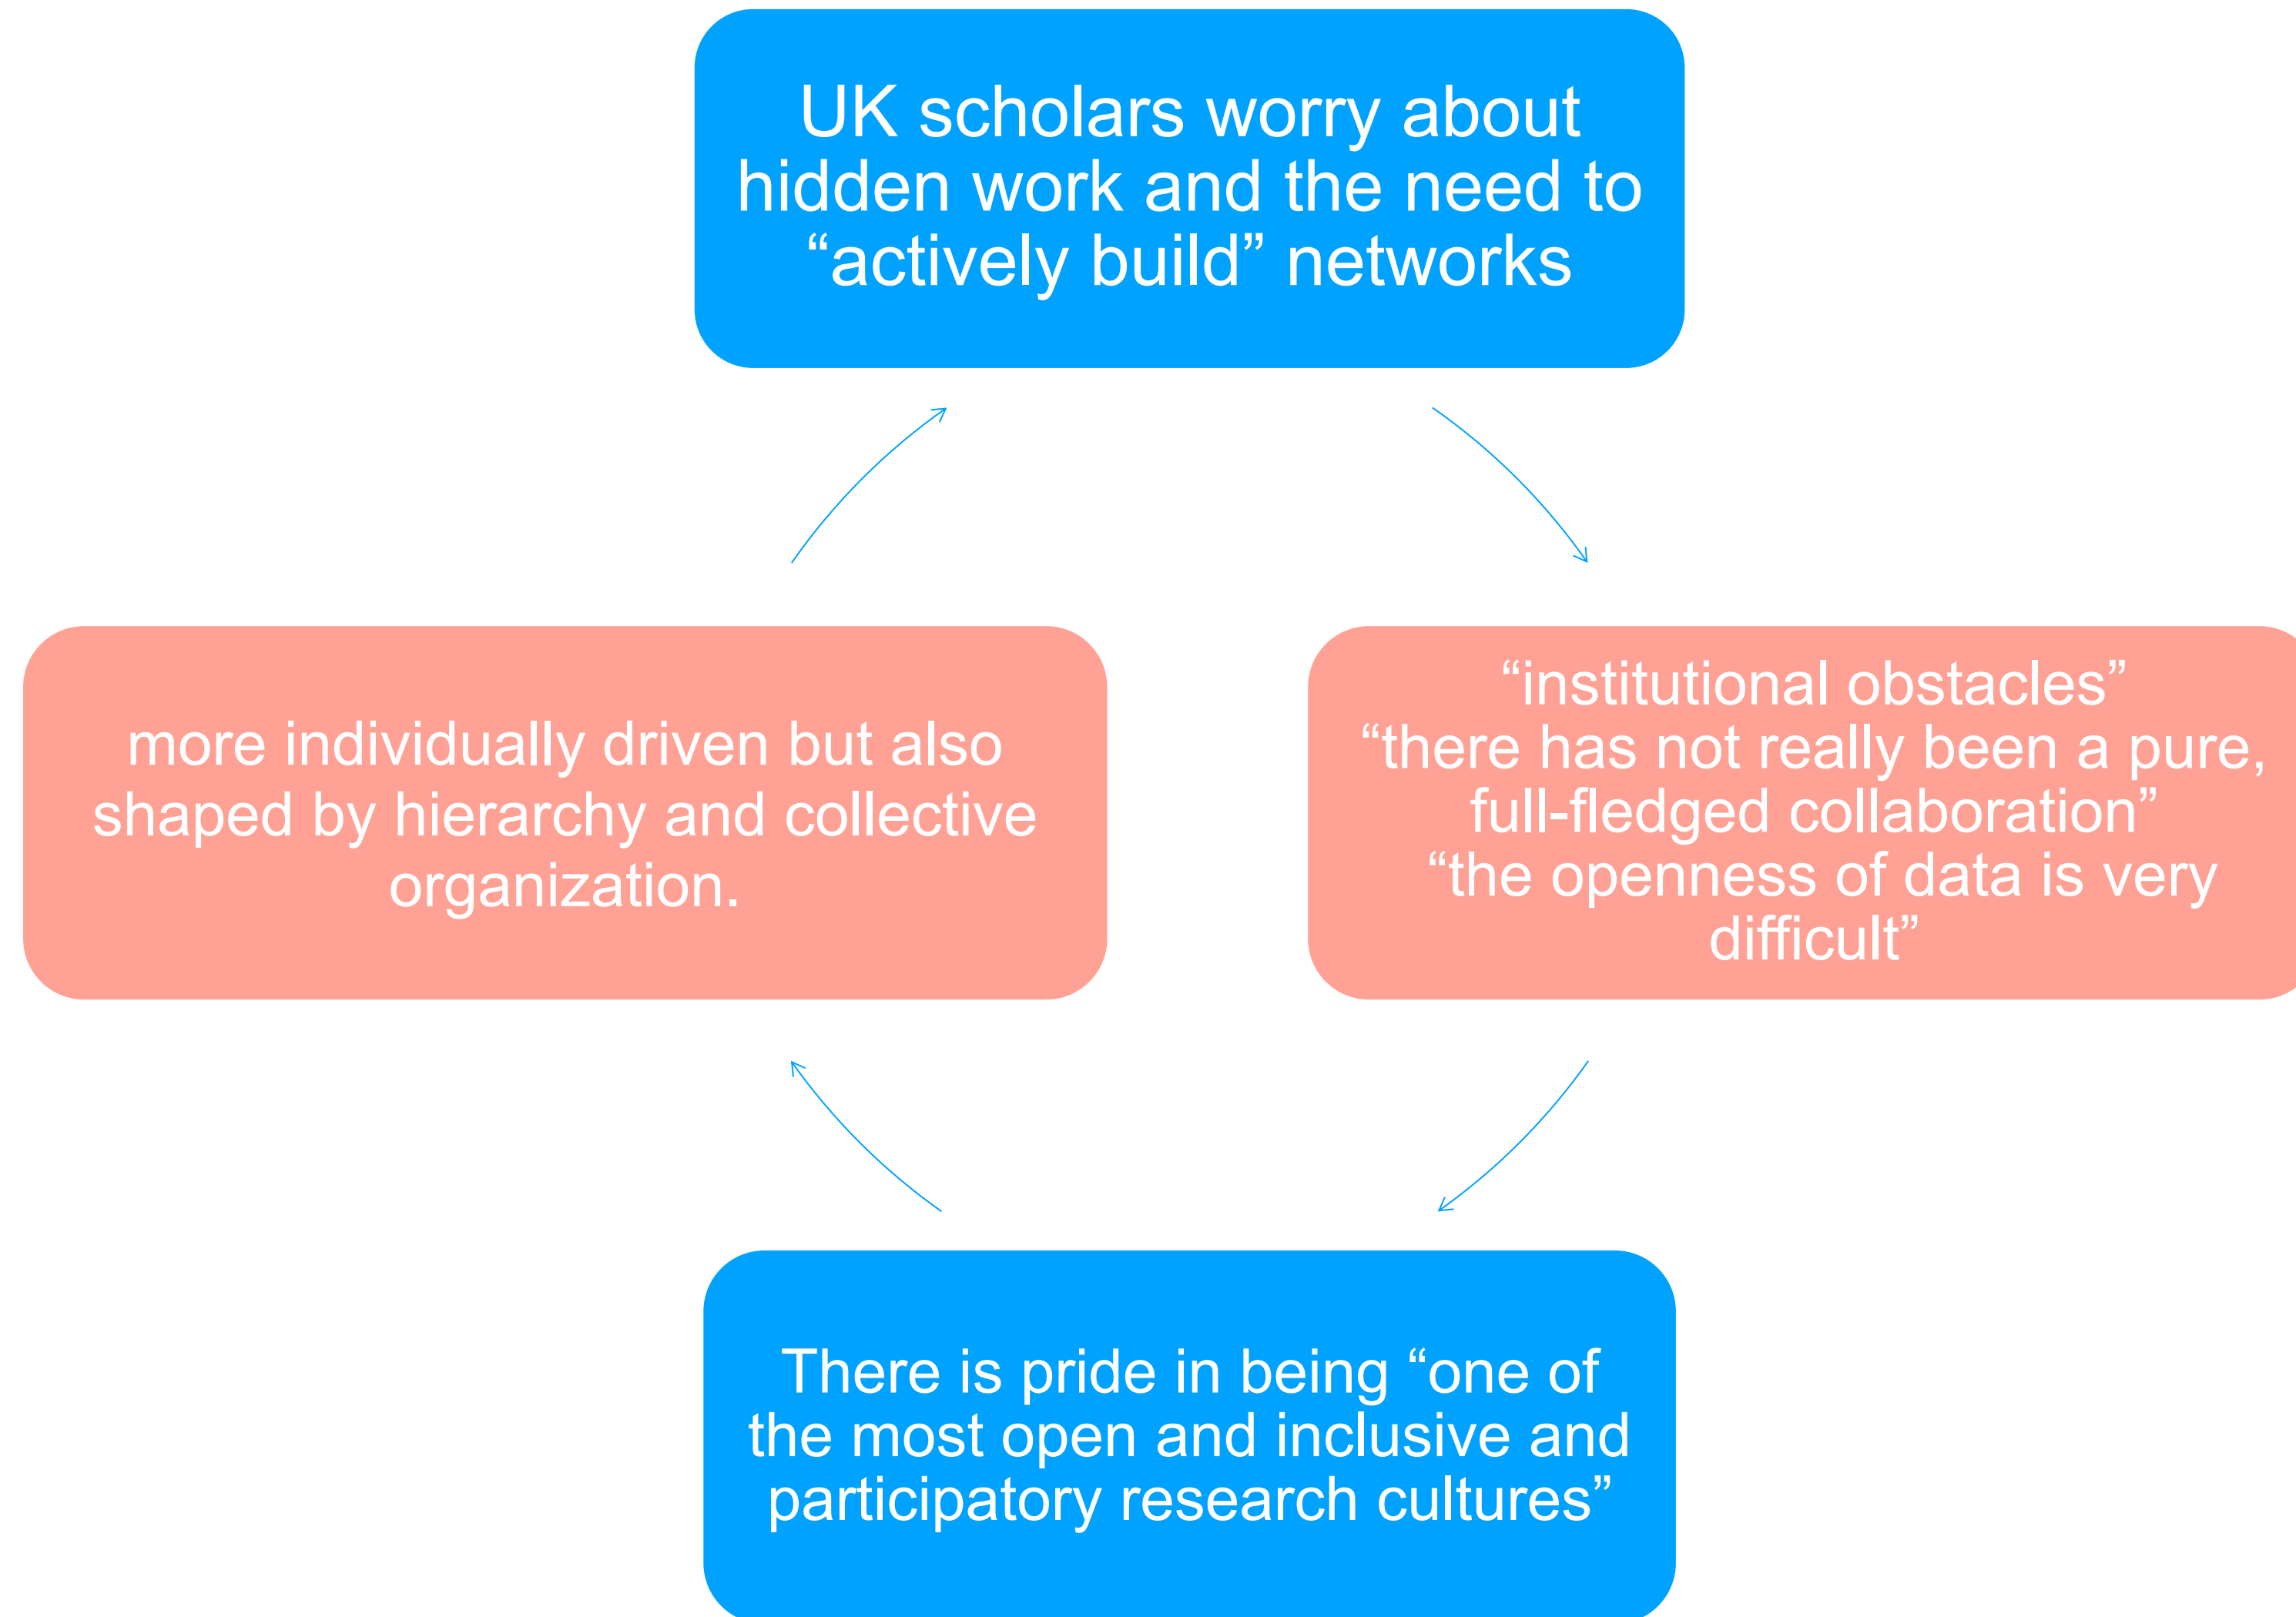 UK scholars worry about
hidden work and the need to
“actively build” networks
more individually driven but also
shaped by hierarchy and collective
organization.
“institutional obstacles”
“there has not really been a pure,
full-fledged collaboration”
“the openness of data is very
difficult”
There is pride in being “one of
the most open and inclusive and
participatory research cultures”